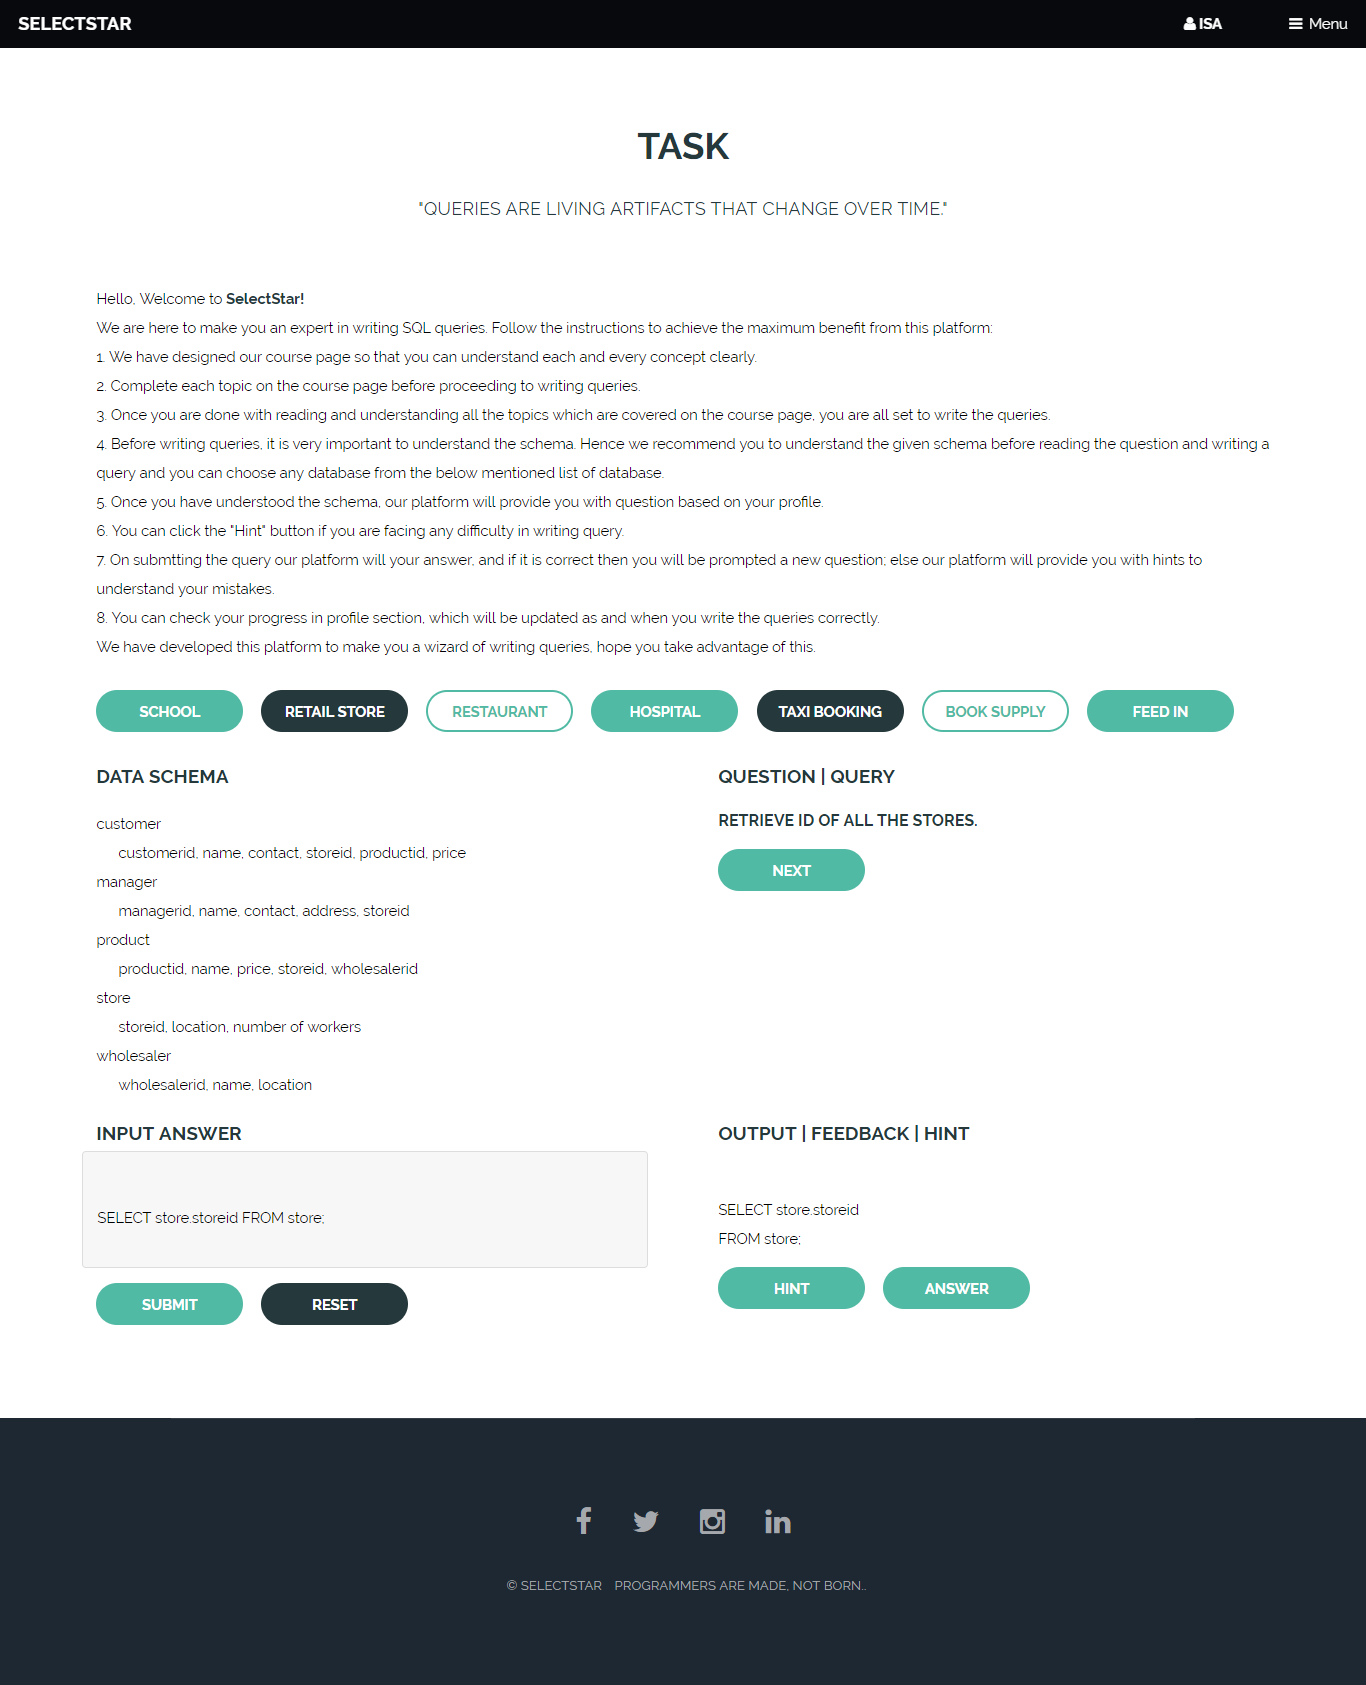 SELECTSTAR
ISA
Menu
TASK
"QUERIES ARE LIVING ARTIFACTS THAT CHANGE OVER TIME."
Hello, Welcome to SelectStar!
We are here to make you an expert in writing SQL queries. Follow the instructions to achieve the maximum benefit from this platform:
1. We have designed our course page so that you can understand each and every concept clearly.
2. Complete each topic on the course page before proceeding to writing queries.
3. Once you are done with reading and understanding all the topics which are covered on the course page, you are all set to write the queries.
4. Before writing queries, it is very important to understand the schema. Hence we recommend you to understand the given schema before reading the question and writing a
query and you can choose any database from the below mentioned list of database.
5. Once you have understood the schema, our platform will provide you with question based on your profile.
6. You can click the "Hint" button if you are facing any difficulty in writing query.
7. On submtting the query our platform will your answer, and if it is correct then you will be prompted a new question; else our platform will provide you with hints to
understand your mistakes.
8. You can check your progress in profile section, which will be updated as and when you write the queries correctly.
We have developed this platform to make you a wizard of writing queries, hope you take advantage of this.
SCHOOL
RETAIL STORE
RESTAURANT
HOSPITAL
TAXI BOOKING
BOOK SUPPLY
FEED IN
DATA SCHEMA
customer
customerid, name, contact, storeid, productid, price
manager
managerid, name, contact, address, storeid
product
productid, name, price, storeid, wholesalerid
store
storeid, location, number of workers
wholesaler
wholesalerid, name, location
QUESTION | QUERY
RETRIEVE ID OF ALL THE STORES.
NEXT
INPUT ANSWER
SELECT store.storeid FROM store;
SUBMIT
RESET
OUTPUT | FEEDBACK | HINT
SELECT store.storeid
FROM store;
HINT
ANSWER
© SELECTSTAR PROGRAMMERS ARE MADE, NOT BORN..